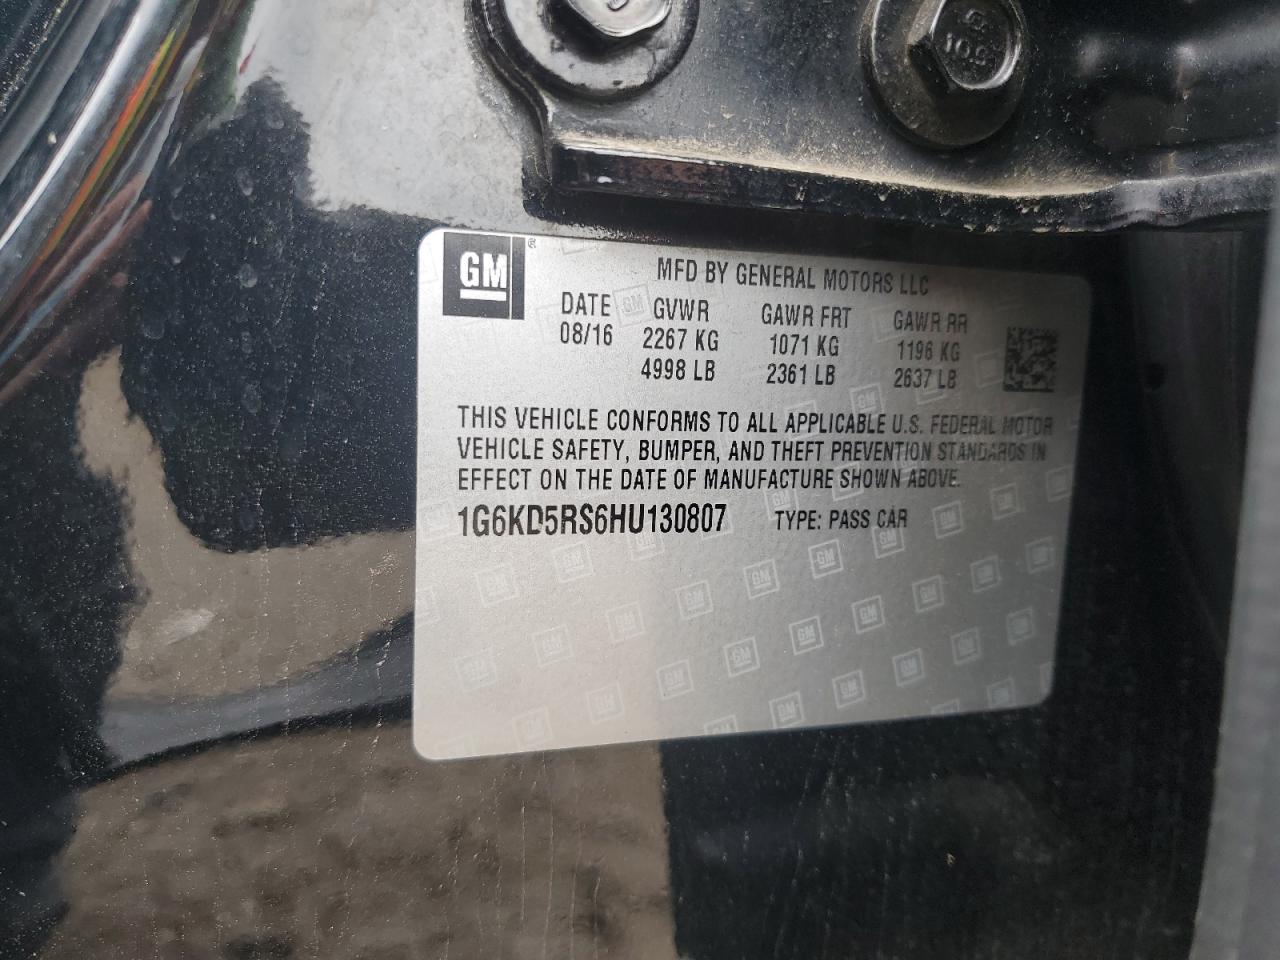 10.9
GM ®
MFD BY GENERAL MOTORS LLC
DATE GVWR GAWR FRT GAWR RR
08/16 2267 KG 1071 KG 1196 KG
4998 LB 2361 LB 2637 LB
THIS VEHICLE CONFORMS TO ALL APPLICABLE U.S. FEDERAL MOTOR
VEHICLE SAFETY, BUMPER, AND THEFT PREVENTION STANDARDS IN
EFFECT ON THE DATE OF MANUFACTURE SHOWN ABOVE.
1G6KD5RS6HU130807 TYPE: PASS CAR